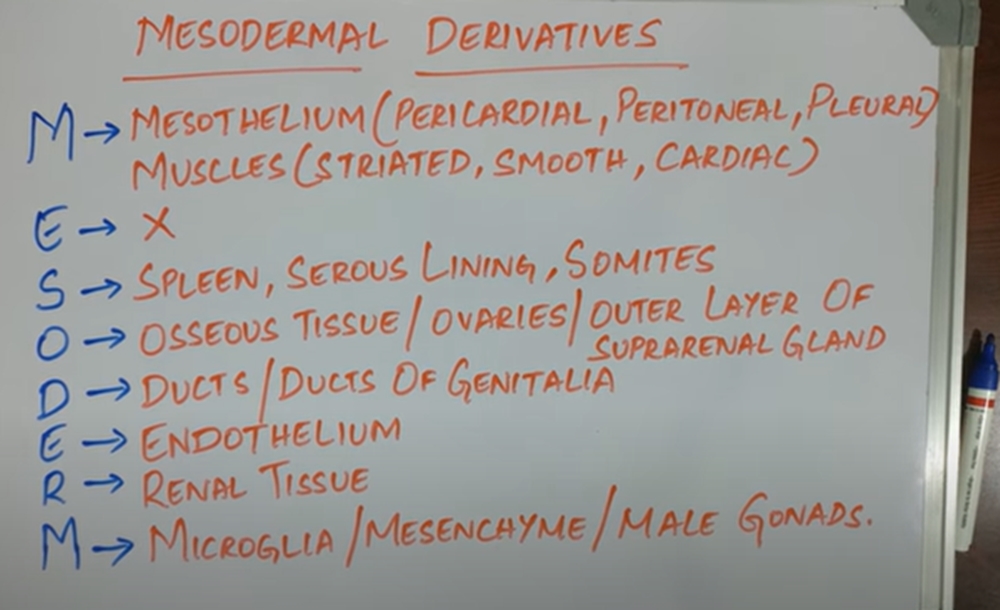 MESODERMAL DERIVATIVES
M → MESOTHELIUM (PERICARDIAL, PERITONEAL, PLEURAL)
MUSCLES (STRIATED, SMOOTH, CARDIAC)
E → X
S → SPLEEN, SEROUS LINING, SOMITES
O → OSSEOUS TISSUE / OVARIES / OUTER LAYER OF
SUPRARENAL GLAND
D → DUCTS / DUCTS OF GENITALIA
E → ENDOTHELIUM
R → RENAL TISSUE
M → MICROGLIA / MESENCHYME / MALE GONADS.